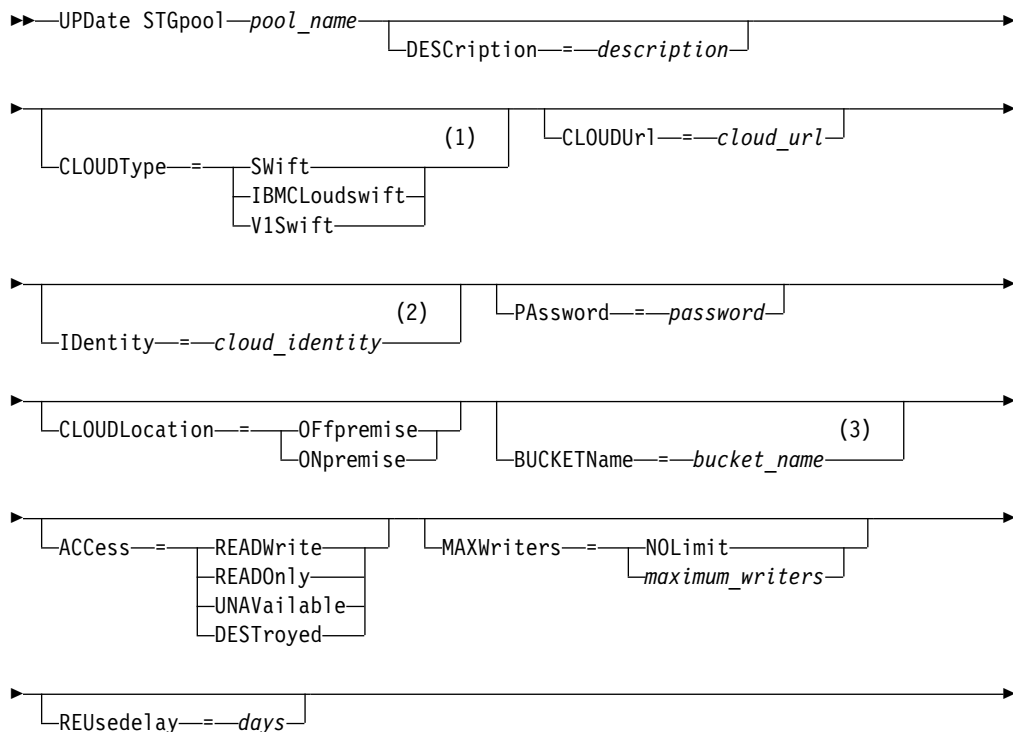 UPDate STGpool pool_name
DESCription = description
(1)
CLOUDType = SWift
IBMCLoudswift
V1Swift
CLOUDUrl = cloud_url
(2)
IDentity = cloud_identity
PAssword = password
CLOUDLocation = OFfpremise
ONpremise
(3)
BUCKETName = bucket_name
ACCess = READWrite
READOnly
UNAVailable
DESTroyed
MAXWriters = NOLimit
maximum_writers
REUsedelay = days